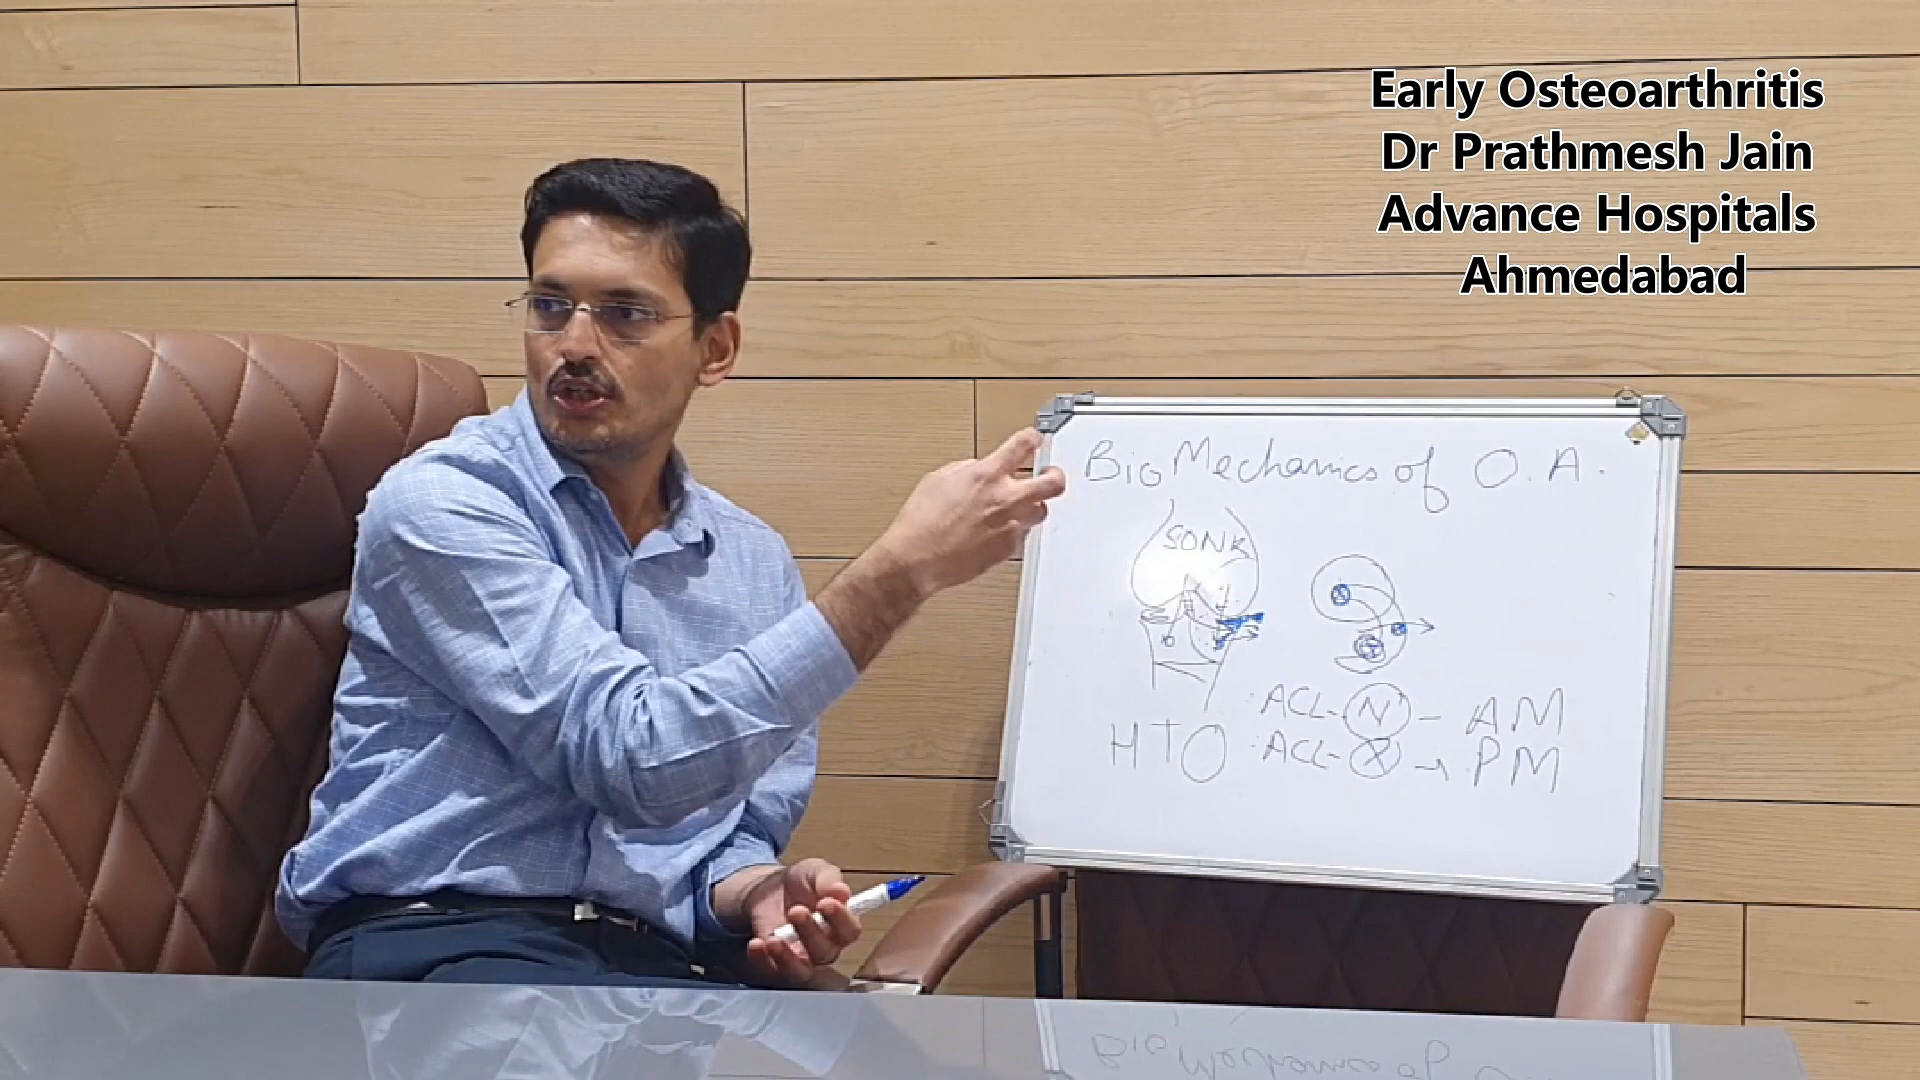 Early Osteoarthritis
Dr Prathmesh Jain
Advance Hospitals
Ahmedabad
BioMechanics of O.A.
SONK
ACL-N - AM
HTO ACL-X → PM